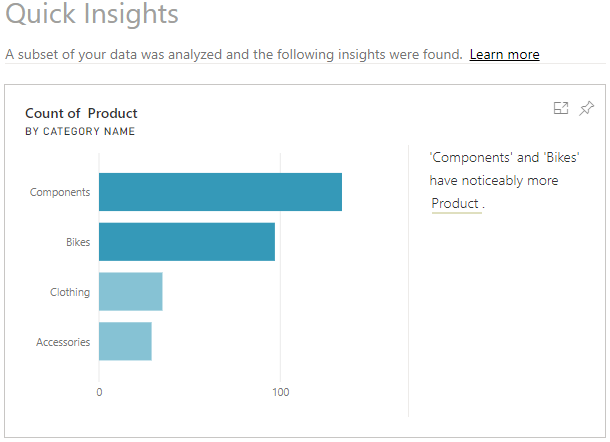 Quick Insights
A subset of your data was analyzed and the following insights were found. Learn more
Count of Product
BY CATEGORY NAME
Components
Bikes
Clothing
Accessories
0 100
'Components' and 'Bikes'
have noticeably more
Product .